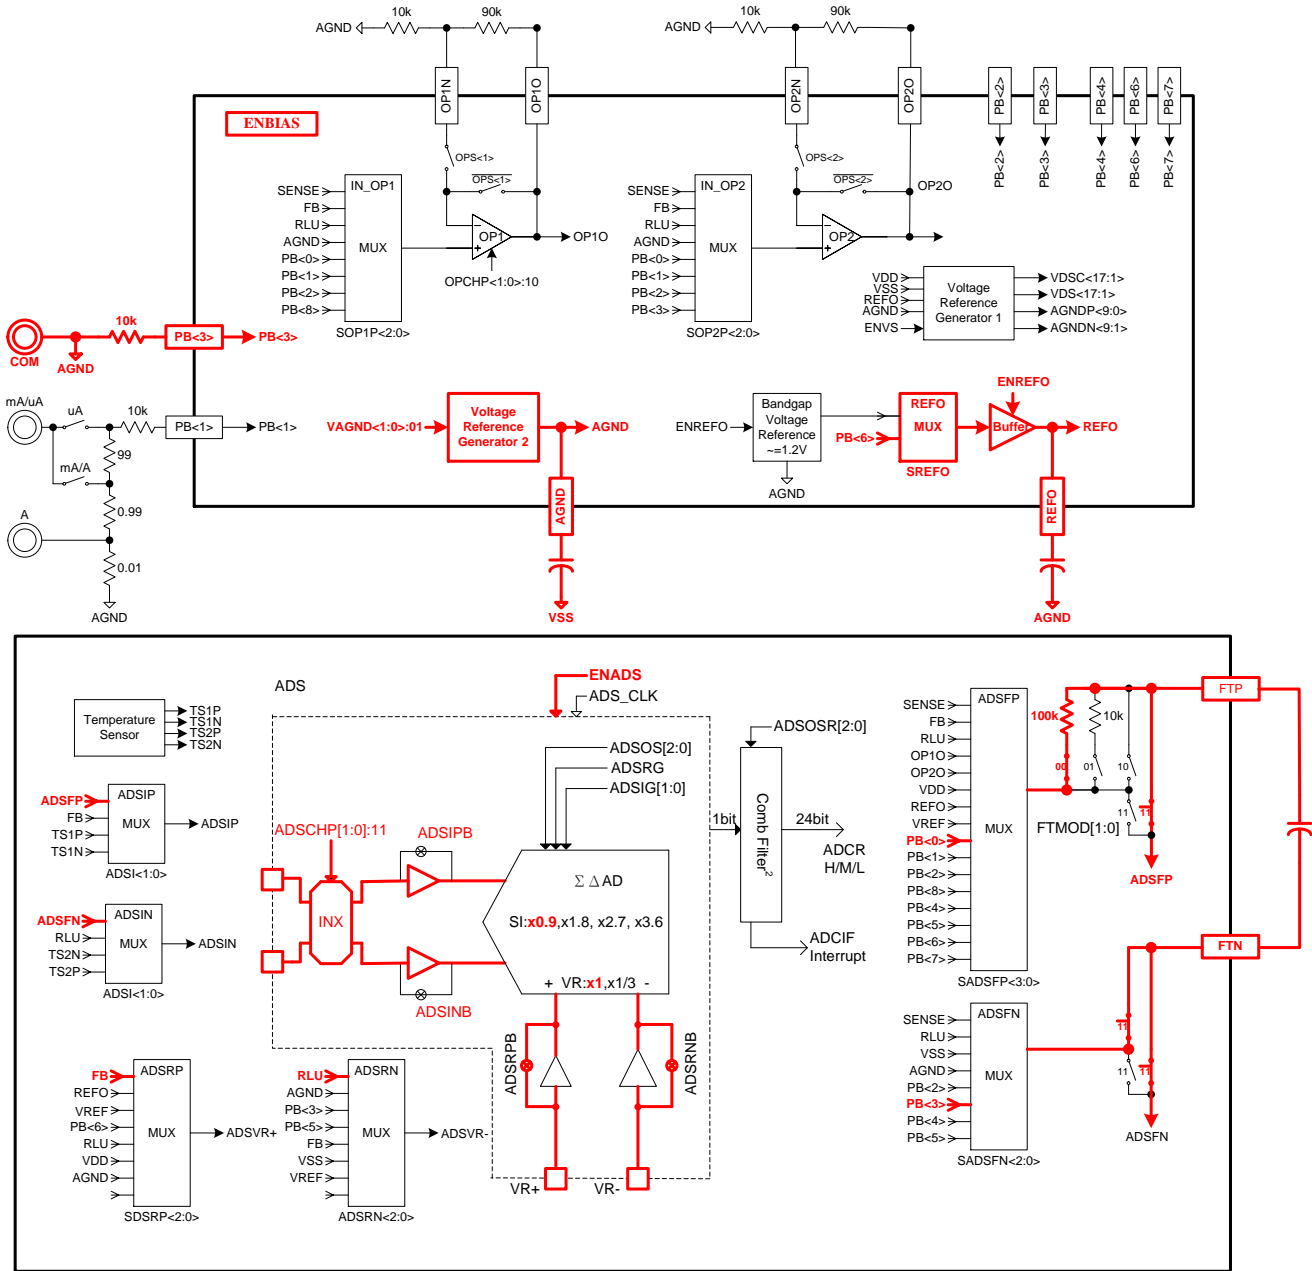 10k
90k
AGND
10k
90k
AGND
OP1N
OP1O
OP2N
OP2O
PB<2>
PB<3>
PB<4>
PB<6>
PB<7>
ENBIAS
OPS<1>
OPS<1>
OPS<2>
OPS<2>
PB<2>
PB<3>
PB<4>
PB<6>
PB<7>
SENSE
FB
RLU
AGND
PB<0>
PB<1>
PB<2>
PB<8>
IN_OP1
MUX
SOP1P<2:0>
OP1
OP1O
OPCHP<1:0>:10
SENSE
FB
RLU
AGND
PB<0>
PB<1>
PB<2>
PB<3>
IN_OP2
MUX
SOP2P<2:0>
OP2
OP2O
VDD
VSS
REFO
AGND
ENVS
Voltage
Reference
Generator 1
VDSC<17:1>
VDS<17:1>
AGNDP<9:0>
AGNDN<9:1>
COM
AGND
10k
PB<3>
PB<3>
mA/uA
uA
10k
PB<1>
PB<1>
99
mA/A
0.99
A
0.01
AGND
VAGND<1:0>:01
Voltage
Reference
Generator 2
AGND
AGND
VSS
ENREFO
Bandgap
Voltage
Reference
~=1.2V
AGND
PB<6>
REFO
MUX
SREFO
ENREFO
Buffer
REFO
REFO
AGND
ADS
ENADS
ADS_CLK
Temperature
Sensor
TS1P
TS1N
TS2P
TS2N
ADSFP
FB
TS1P
TS1N
ADSIP
MUX
ADSI<1:0>
ADSIP
ADSFN
RLU
TS2N
TS2P
ADSIN
MUX
ADSI<1:0>
ADSIN
ADSCHP[1:0]:11
INX
ADSIPB
ADSINB
ADSOS[2:0]
ADSRG
ADSIG[1:0]
Σ Δ AD
SI:x0.9,x1.8, x2.7, x3.6
+ VR:x1,x1/3 -
ADSRPB
ADSRNB
VR+
VR-
1bit
ADSOSR[2:0]
Comb Filter²
24bit
ADCR
H/M/L
ADCIF
Interrupt
FB
REFO
VREF
PB<6>
RLU
VDD
AGND
ADSRP
MUX
SDSRP<2:0>
ADSVR+
RLU
AGND
PB<3>
PB<5>
FB
VSS
VREF
ADSRN
MUX
ADSRN<2:0>
ADSVR-
SENSE
FB
RLU
OP1O
OP2O
VDD
REFO
VREF
PB<0>
PB<1>
PB<2>
PB<8>
PB<4>
PB<5>
PB<6>
PB<7>
ADSFP
MUX
SADSFP<3:0>
100k
10k
00
01
10
11
11
FTMOD[1:0]
ADSFP
FTP
SENSE
RLU
VSS
AGND
PB<2>
PB<3>
PB<4>
PB<5>
ADSFN
MUX
SADSFN<2:0>
11
11
11
ADSFN
FTN